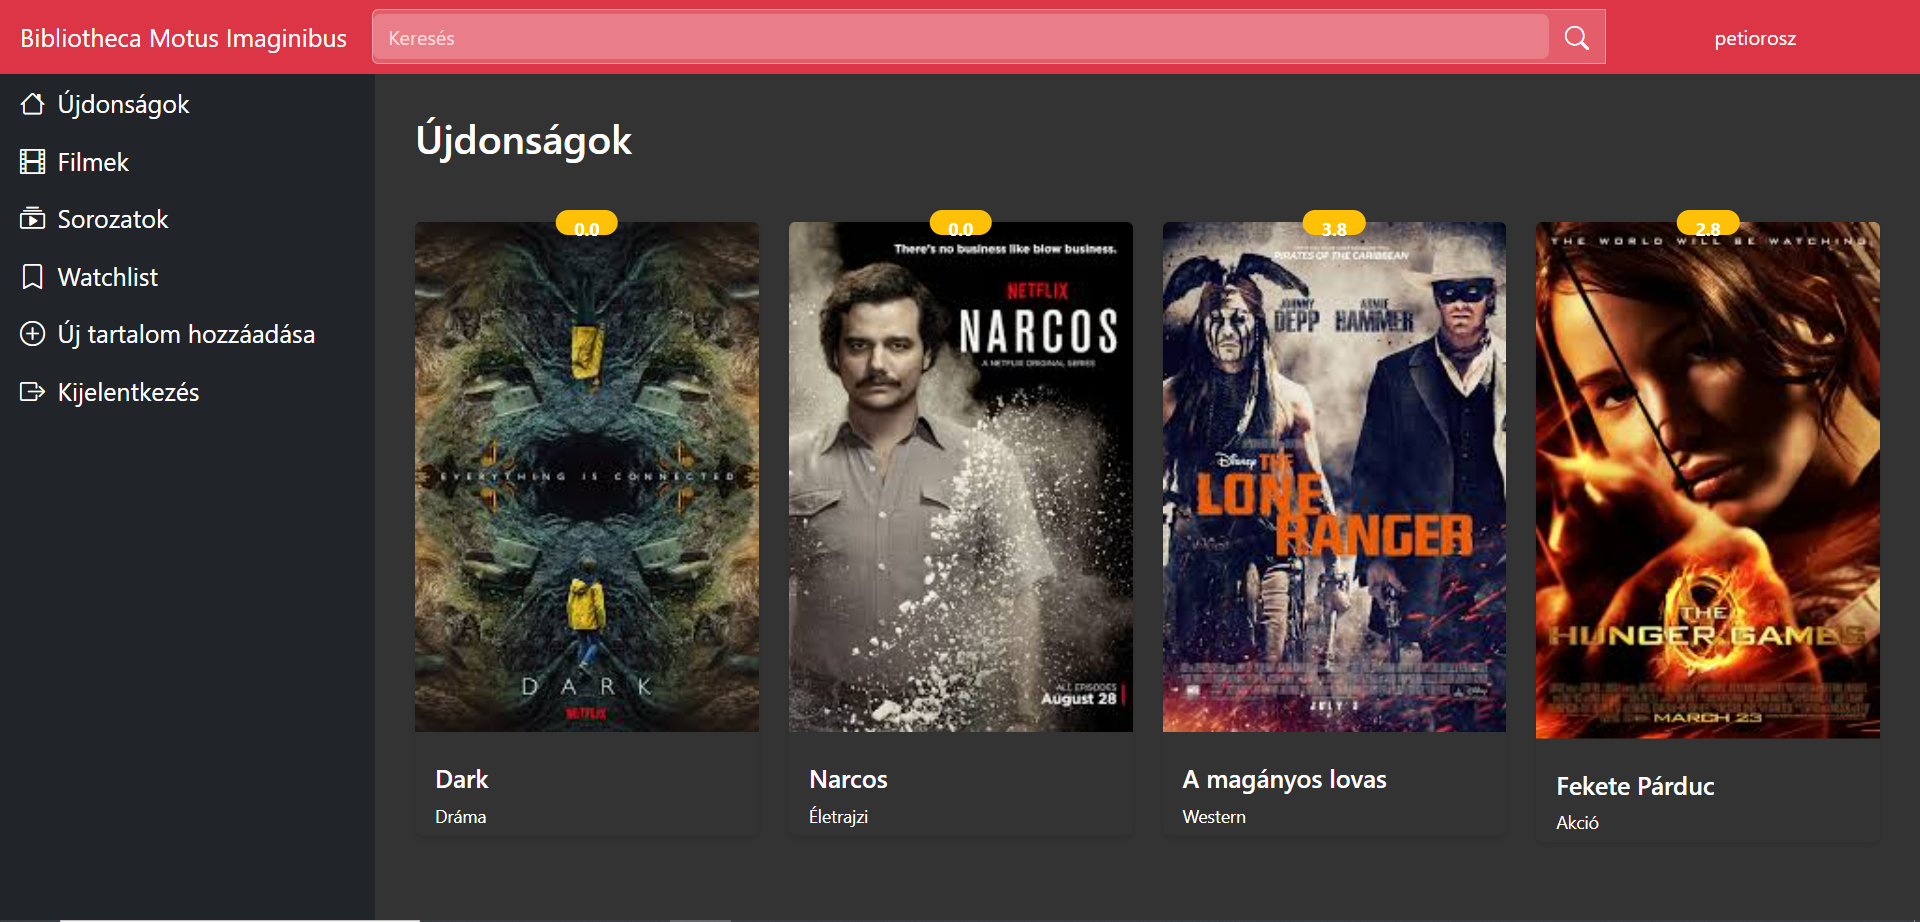 Bibliotheca Motus Imaginibus
Keresés
petiorosz
Újdonságok
Filmek
Sorozatok
Watchlist
Új tartalom hozzáadása
Kijelentkezés
Újdonságok
0.0
EVERYTHING IS CONNECTED
DARK
NETFLIX
Dark
Dráma
0.0
There's no business like blow business.
NETFLIX
NARCOS
A NETFLIX ORIGINAL SERIES
ALL EPISODES
August 28
Narcos
Életrajzi
3.8
PIRATES OF THE CARIBBEAN
JOHNNY DEPP
ARMIE HAMMER
Disney
THE
LONE
RANGER
JULY 3
A magányos lovas
Western
2.8
THE WORLD WILL BE WATCHING
THE
HUNGER GAMES
MARCH 23
Fekete Párduc
Akció